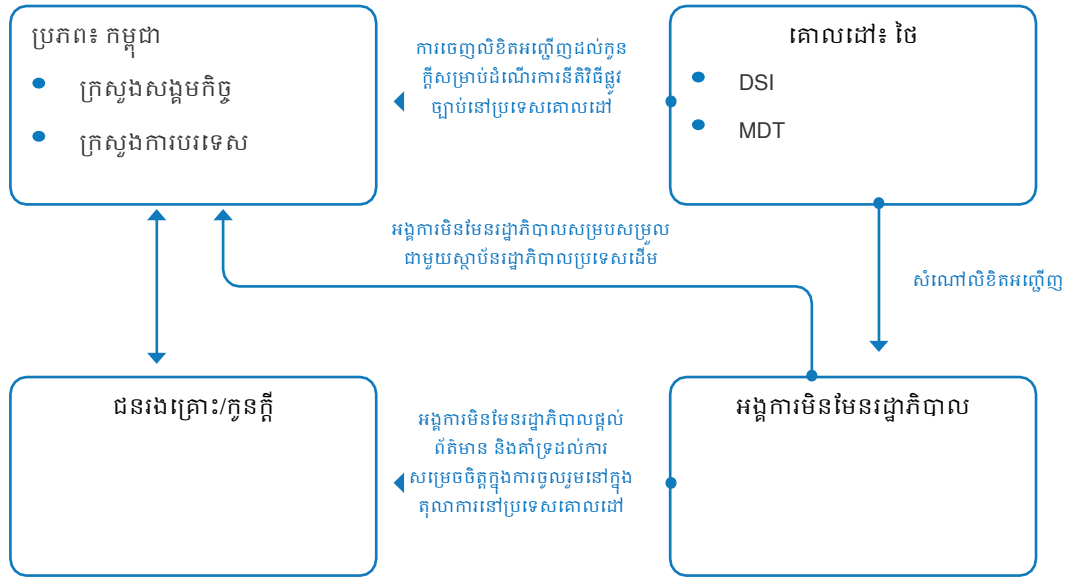 ប្រភព៖ កម្ពុជា
ក្រសួងសង្គមកិច្ច
ក្រសួងការបរទេស
ការចេញលិខិតអញ្ជើញដល់កូន
ក្តីសម្រាប់ដំណើរការនីតិវិធីផ្លូវ
ច្បាប់នៅប្រទេសគោលដៅ
គោលដៅ៖ ថៃ
DSI
MDT
អង្គការមិនមែនរដ្ឋាភិបាលសម្របសម្រួល
ជាមួយស្ថាប័នរដ្ឋាភិបាលប្រទេសដើម
សំណៅលិខិតអញ្ជើញ
ជនរងគ្រោះ/កូនក្តី
អង្គការមិនមែនរដ្ឋាភិបាលផ្តល់
ព័ត៌មាន និងគាំទ្រដល់ការ
សម្រេចចិត្តក្នុងការចូលរួមនៅក្នុង
តុលាការនៅប្រទេសគោលដៅ
អង្គការមិនមែនរដ្ឋាភិបាល